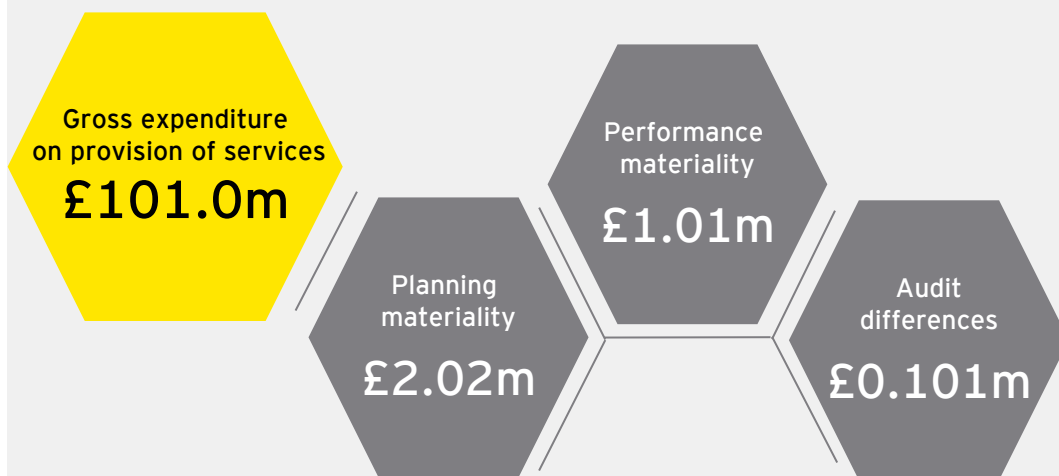 Gross expenditure
on provision of services
£101.0m
Planning
materiality
£2.02m
Performance
materiality
£1.01m
Audit
differences
£0.101m